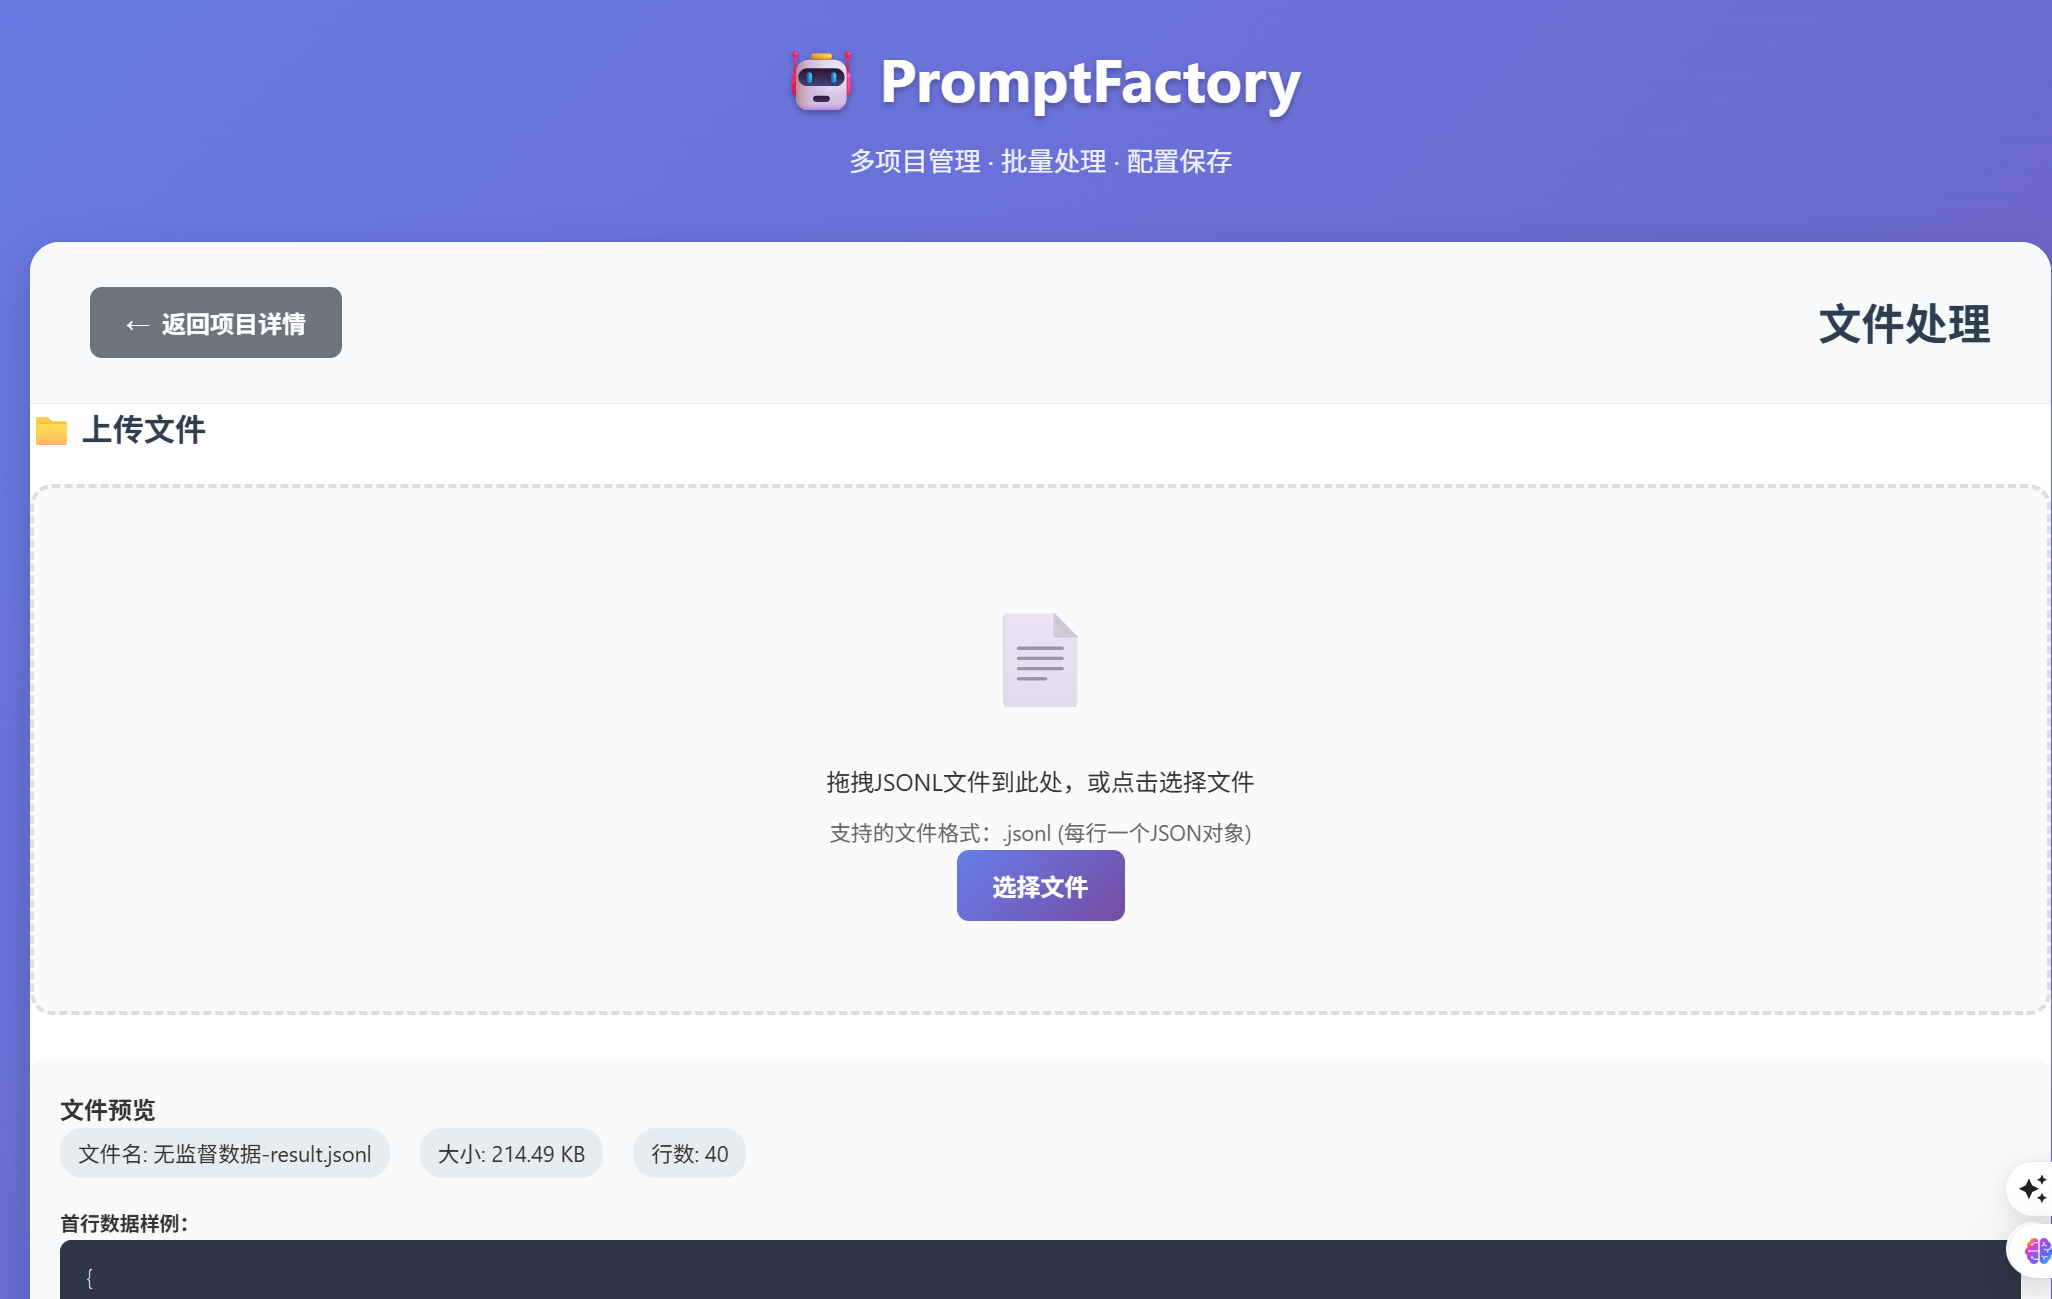 PromptFactory
多项目管理 · 批量处理 · 配置保存
← 返回项目详情
文件处理
上传文件
拖拽JSONL文件到此处，或点击选择文件
支持的文件格式：.jsonl (每行一个JSON对象)
选择文件
文件预览
文件名: 无监督数据-result.jsonl
大小: 214.49 KB
行数: 40
首行数据样例：
{